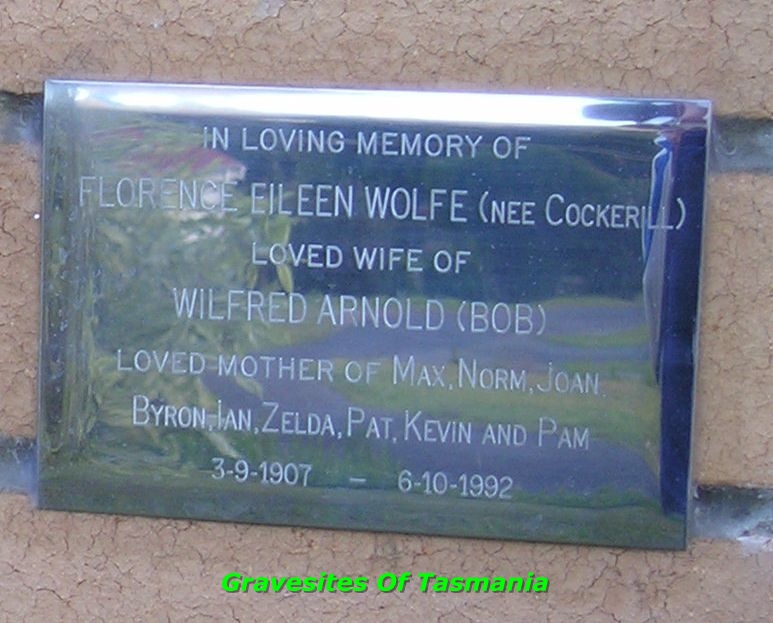 IN LOVING MEMORY OF
FLORENCE EILEEN WOLFE (NEE COCKERILL)
LOVED WIFE OF
WILFRED ARNOLD (BOB)
LOVED MOTHER OF MAX, NORM, JOAN,
BYRON, IAN, ZELDA, PAT, KEVIN AND PAM
3-9-1907 – 6-10-1992
Gravesites Of Tasmania